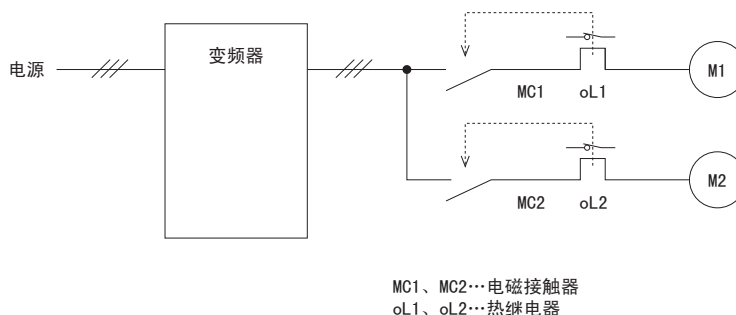 电源
变频器
MC1
oL1
M1
MC2
oL2
M2
MC1、MC2…电磁接触器
oL1、oL2…热继电器